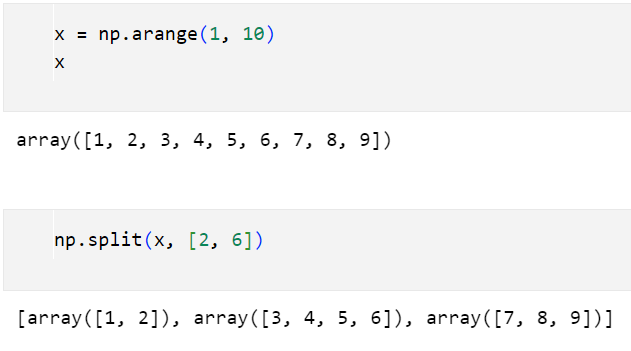 x = np.arange(1, 10)
x
array([1, 2, 3, 4, 5, 6, 7, 8, 9])
np.split(x, [2, 6])
[array([1, 2]), array([3, 4, 5, 6]), array([7, 8, 9])]